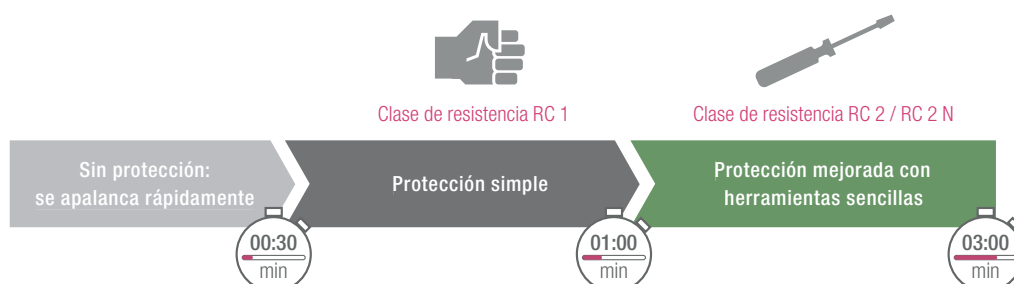 Clase de resistencia RC 1
Clase de resistencia RC 2 / RC 2 N
Sin protección:
se apalanca rápidamente
Protección simple
Protección mejorada con
herramientas sencillas
00:30
min
01:00
min
03:00
min